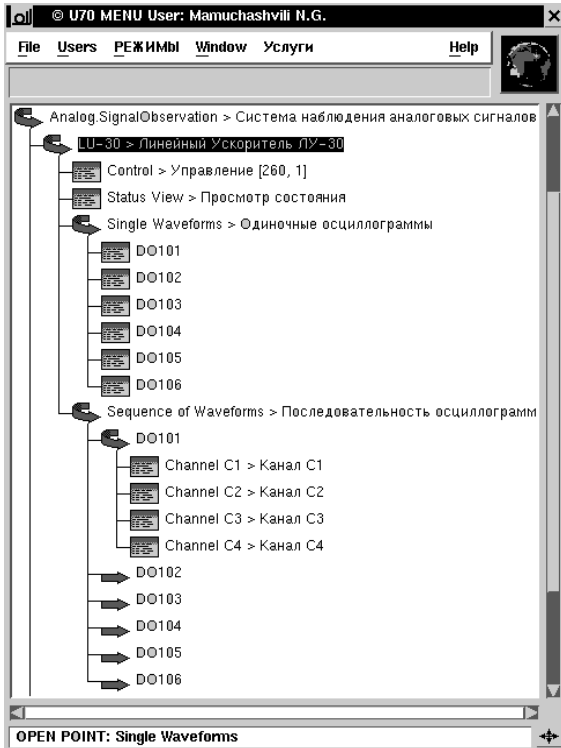 © U70 MENU User: Mamuchashvili N.G.
File Users РЕЖИМЫ Window Услуги Help
Analog.SignalObservation > Система наблюдения аналоговых сигналов
LU-30 > Линейный Ускоритель ЛУ-30
Control > Управление [260, 1]
Status View > Просмотр состояния
Single Waveforms > Одиночные осциллограммы
DO101
DO102
DO103
DO104
DO105
DO106
Sequence of Waveforms > Последовательность осциллограмм
DO101
Channel C1 > Канал C1
Channel C2 > Канал C2
Channel C3 > Канал C3
Channel C4 > Канал C4
DO102
DO103
DO104
DO105
DO106
OPEN POINT: Single Waveforms